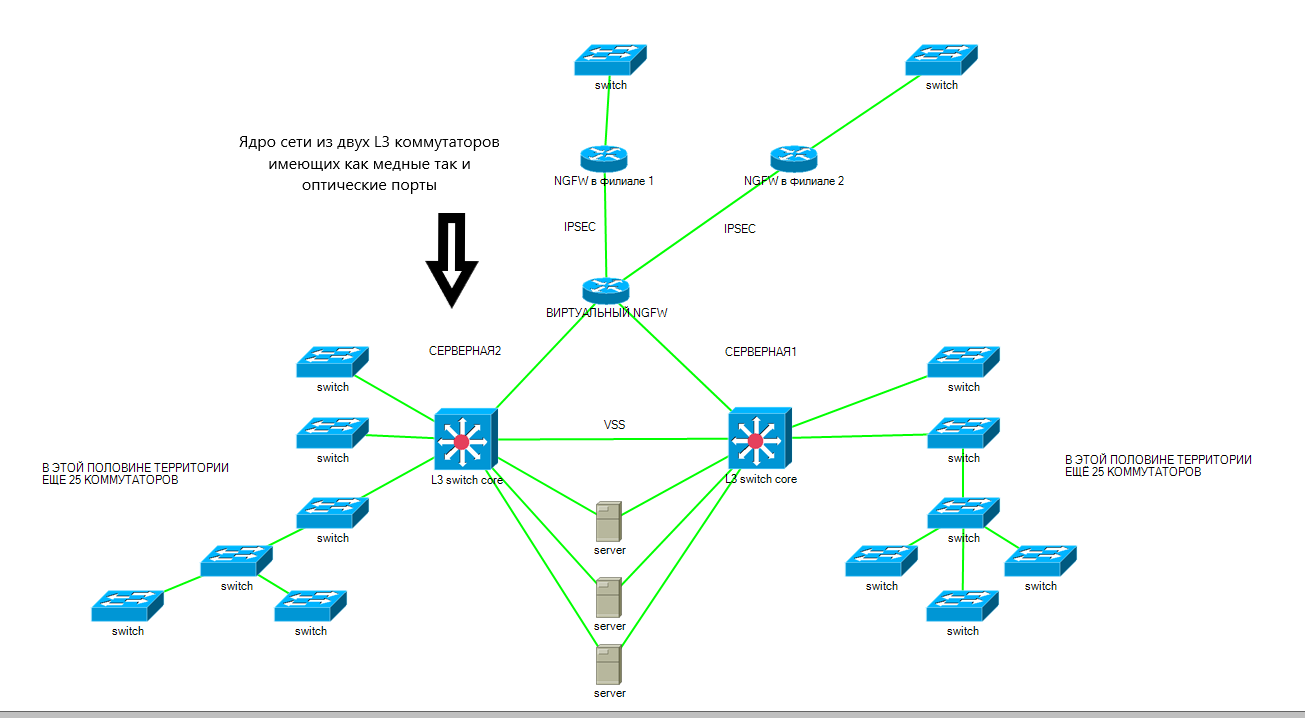 switch
switch
Ядро сети из двух L3 коммутаторов
имеющих как медные так и
оптические порты
NGFW в филиале 1
NGFW в филиале 2
IPSEC
IPSEC
ВИРТУАЛЬНЫЙ NGFW
СЕРВЕРНАЯ2
СЕРВЕРНАЯ1
switch
switch
VSS
switch
switch
В ЭТОЙ ПОЛОВИНЕ ТЕРРИТОРИИ
ЕЩЕ 25 КОММУТАТОРОВ
В ЭТОЙ ПОЛОВИНЕ ТЕРРИТОРИИ
ЕЩЕ 25 КОММУТАТОРОВ
L3 switch core
L3 switch core
switch
server
switch
switch
switch
switch
server
switch
switch
switch
server